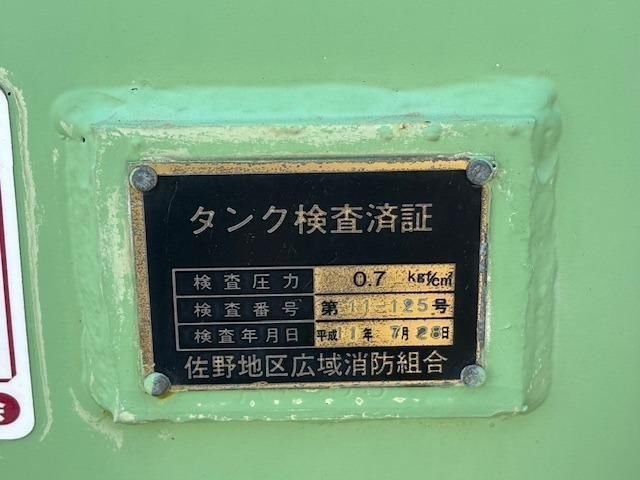 タンク検査済証
検査圧力 0.7 kgf/cm²
検査番号 第11-125号
検査年月日 平成11年7月28日
佐野地区広域消防組合